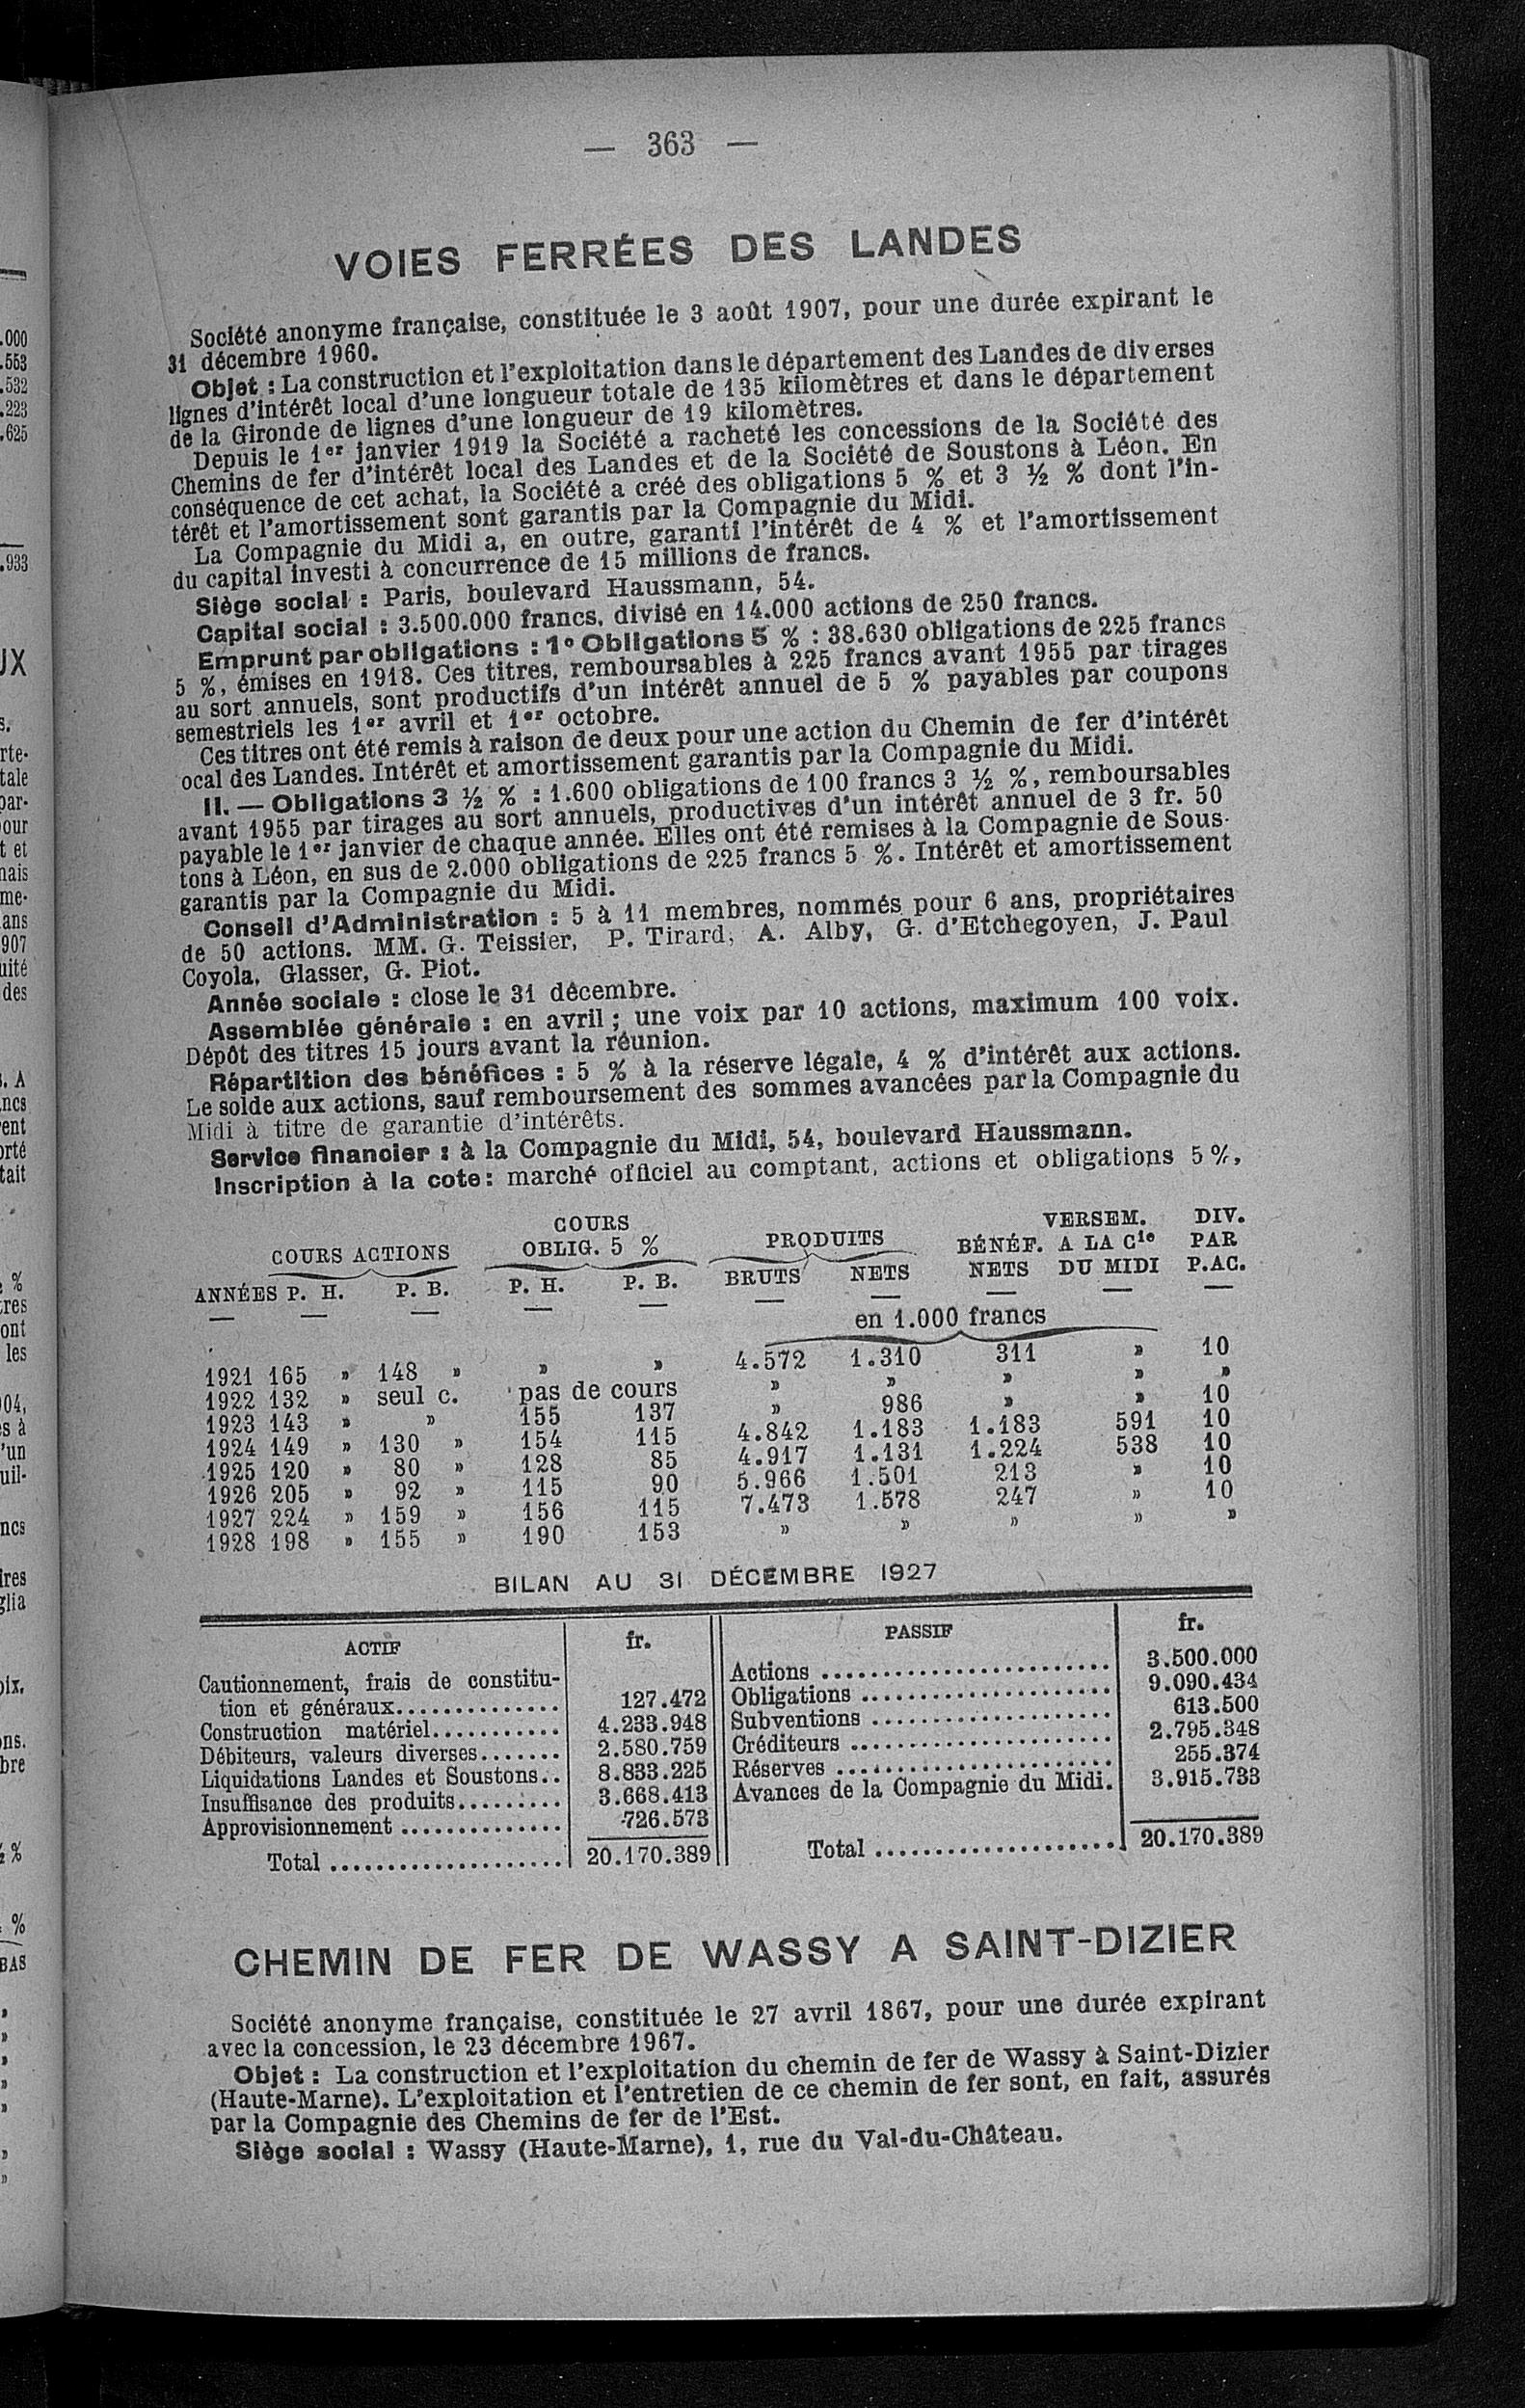 — 363 —
VOIES FERRÉES DES LANDES
Société anonyme française, constituée le 3 août 1907, pour une durée expirant le
31 décembre 1960.
Objet : La construction et l'exploitation dans le département des Landes de diverses
lignes d'intérêt local d'une longueur totale de 135 kilomètres et dans le département
de la Gironde de lignes d'une longueur de 19 kilomètres.
Depuis le 1er janvier 1919 la Société a racheté les concessions de la Société des
Chemins de fer d'intérêt local des Landes et de la Société de Soustons à Léon. En
conséquence de cet achat, la Société a créé des obligations 5 % et 3 ½ % dont l'in-
térêt et l'amortissement sont garantis par la Compagnie du Midi.
La Compagnie du Midi a, en outre, garanti l'intérêt de 4 % et l'amortissement
du capital investi à concurrence de 15 millions de francs.
Siège social : Paris, boulevard Haussmann, 54.
Capital social : 3.500.000 francs, divisé en 14.000 actions de 250 francs.
Emprunt par obligations : 1° Obligations 5 % : 38.630 obligations de 225 francs
5 %, émises en 1918. Ces titres, remboursables à 225 francs avant 1955 par tirages
au sort annuels, sont productifs d'un intérêt annuel de 5 % payables par coupons
semestriels les 1er avril et 1er octobre.
Ces titres ont été remis à raison de deux pour une action du Chemin de fer d'intérêt
ocal des Landes. Intérêt et amortissement garantis par la Compagnie du Midi.
II. — Obligations 3 ½ % : 1.600 obligations de 100 francs 3 ½ %, remboursables
avant 1955 par tirages au sort annuels, productives d'un intérêt annuel de 3 fr. 50
payable le 1er janvier de chaque année. Elles ont été remises à la Compagnie de Sous-
tons à Léon, en sus de 2.000 obligations de 225 francs 5 %. Intérêt et amortissement
garantis par la Compagnie du Midi.
Conseil d'Administration : 5 à 11 membres, nommés pour 6 ans, propriétaires
de 50 actions. MM. G. Teissier, P. Tirard, A. Alby, G. d'Etchegoyen, J. Paul
Coyola, Glasser, G. Piot.
Année sociale : close le 31 décembre.
Assemblée générale : en avril ; une voix par 10 actions, maximum 100 voix.
Dépôt des titres 15 jours avant la réunion.
Répartition des bénéfices : 5 % à la réserve légale, 4 % d'intérêt aux actions.
Le solde aux actions, sauf remboursement des sommes avancées par la Compagnie du
Midi à titre de garantie d'intérêts.
Service financier : à la Compagnie du Midi, 54, boulevard Haussmann.
Inscription à la cote : marché officiel au comptant, actions et obligations 5 %,
COURS VERSEM. DIV.
COURS ACTIONS OBLIG. 5 % PRODUITS BÉNÉF. A LA Cie PAR
ANNÉES P. H. P. B. P. H. P. B. BRUTS NETS NETS DU MIDI P.AC.
en 1.000 francs
1921 165 » 148 » » » 4.572 1.310 311 » 10
1922 132 » seul c. pas de cours » » » » »
1923 143 » » 155 137 » 986 » » 10
1924 149 » 130 » 154 115 4.842 1.183 1.183 591 10
1925 120 » 80 » 128 85 4.917 1.131 1.224 538 10
1926 205 » 92 » 115 90 5.966 1.501 213 » 10
1927 224 » 159 » 156 115 7.473 1.578 247 » 10
1928 198 » 155 » 190 153 » » » » »
BILAN AU 31 DÉCEMBRE 1927
ACTIF fr.
Cautionnement, frais de constitu-
tion et généraux............... 127.472
Construction matériel........... 4.233.948
Débiteurs, valeurs diverses....... 2.580.759
Liquidations Landes et Soustons.. 8.833.225
Insuffisance des produits......... 3.668.413
Approvisionnement .............. 726.573
Total ..................... 20.170.389
PASSIF fr.
Actions ......................... 3.500.000
Obligations ...................... 9.090.434
Subventions ..................... 613.500
Créditeurs ....................... 2.795.348
Réserves ........................ 255.374
Avances de la Compagnie du Midi. 3.915.733
Total ...................... 20.170.389
CHEMIN DE FER DE WASSY A SAINT-DIZIER
Société anonyme française, constituée le 27 avril 1867, pour une durée expirant
avec la concession, le 23 décembre 1967.
Objet : La construction et l'exploitation du chemin de fer de Wassy à Saint-Dizier
(Haute-Marne). L'exploitation et l'entretien de ce chemin de fer sont, en fait, assurés
par la Compagnie des Chemins de fer de l'Est.
Siège social : Wassy (Haute-Marne), 1, rue du Val-du-Château.